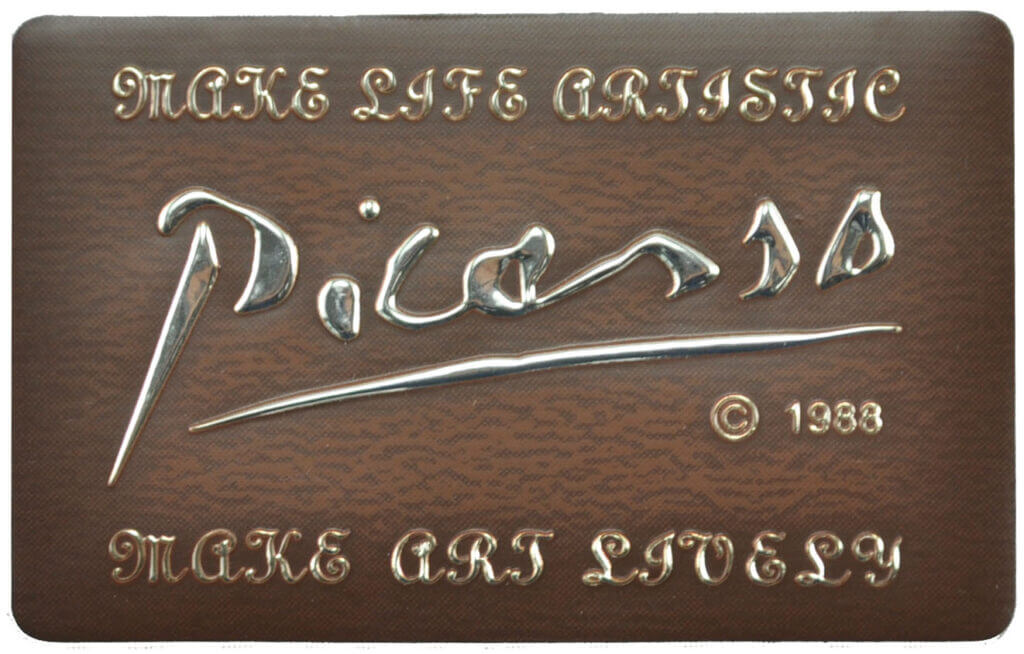 MAKE LIFE ARTISTIC
Picasso
© 1988
MAKE ART LIVELY